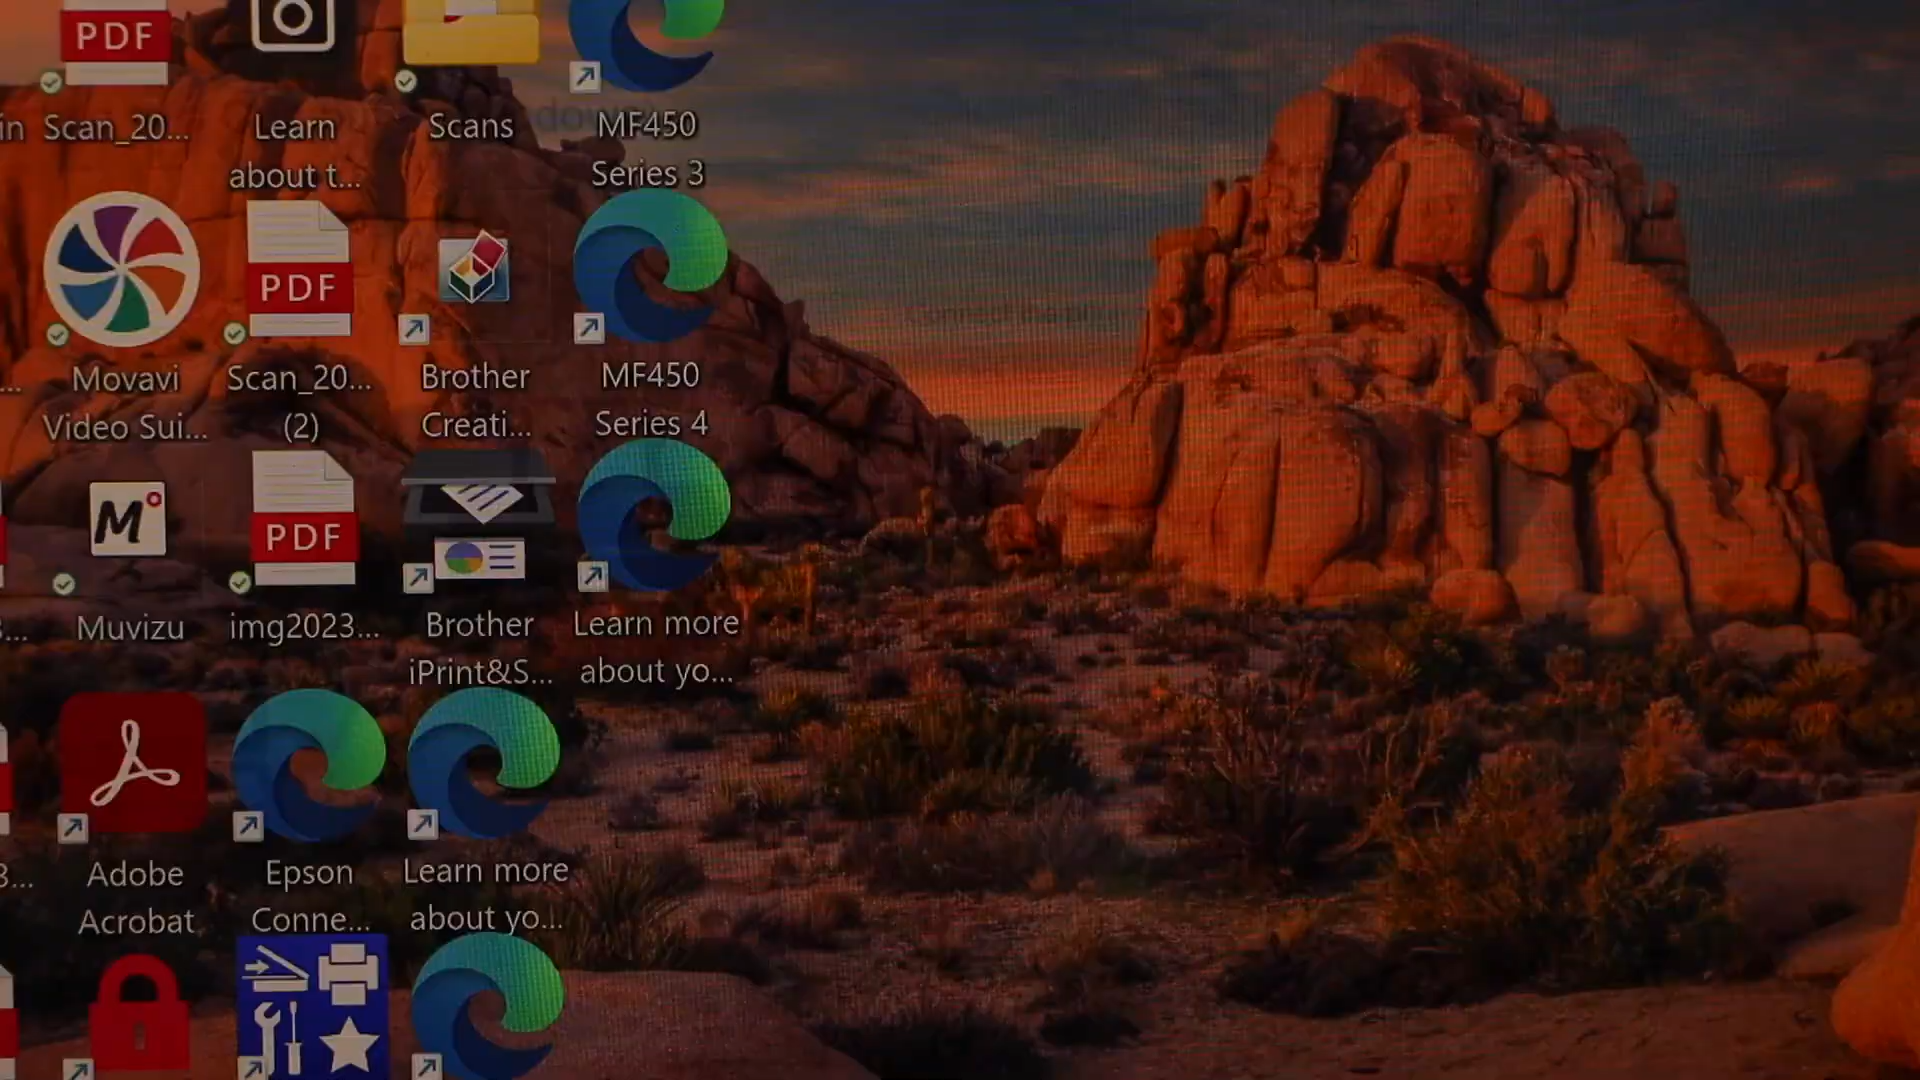 PDF
in
Scan_20...
Learn
about t...
Scans
MF450
Series 3
...
Movavi
Video Sui...
PDF
Scan_20...
(2)
Brother
Creati...
MF450
Series 4
...
M
Muvizu
PDF
img2023...
Brother
iPrint&S...
Learn more
about yo...
3...
Adobe
Acrobat
Epson
Conne...
Learn more
about yo...